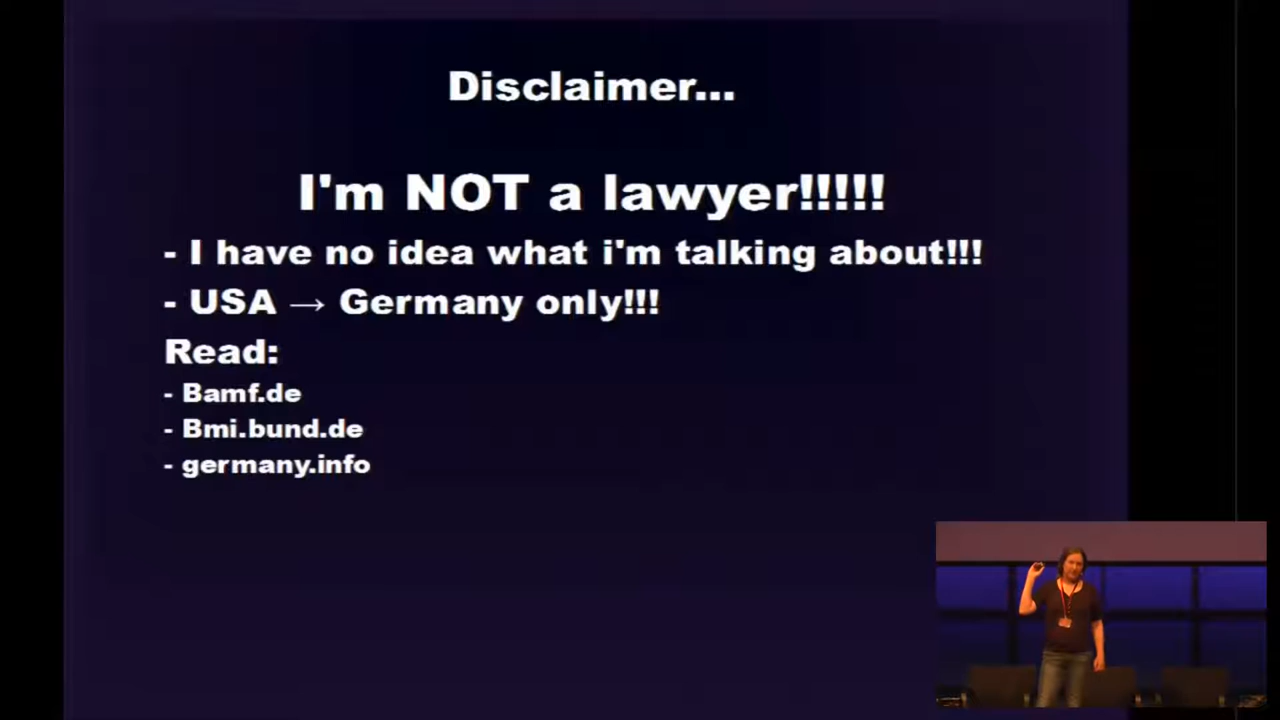 Disclaimer...
I'm NOT a lawyer!!!!!
- I have no idea what i'm talking about!!!
- USA → Germany only!!!
Read:
- Bamf.de
- Bmi.bund.de
- germany.info